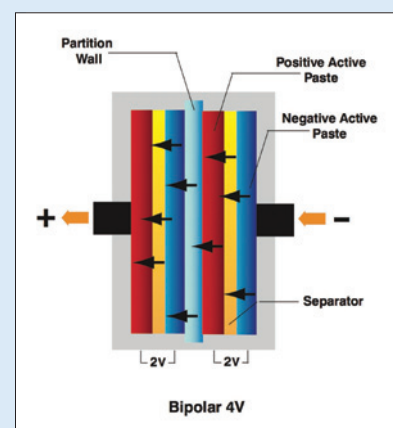 Partition
Wall
Positive Active
Paste
Negative Active
Paste
+
–
Separator
2V
2V
Bipolar 4V